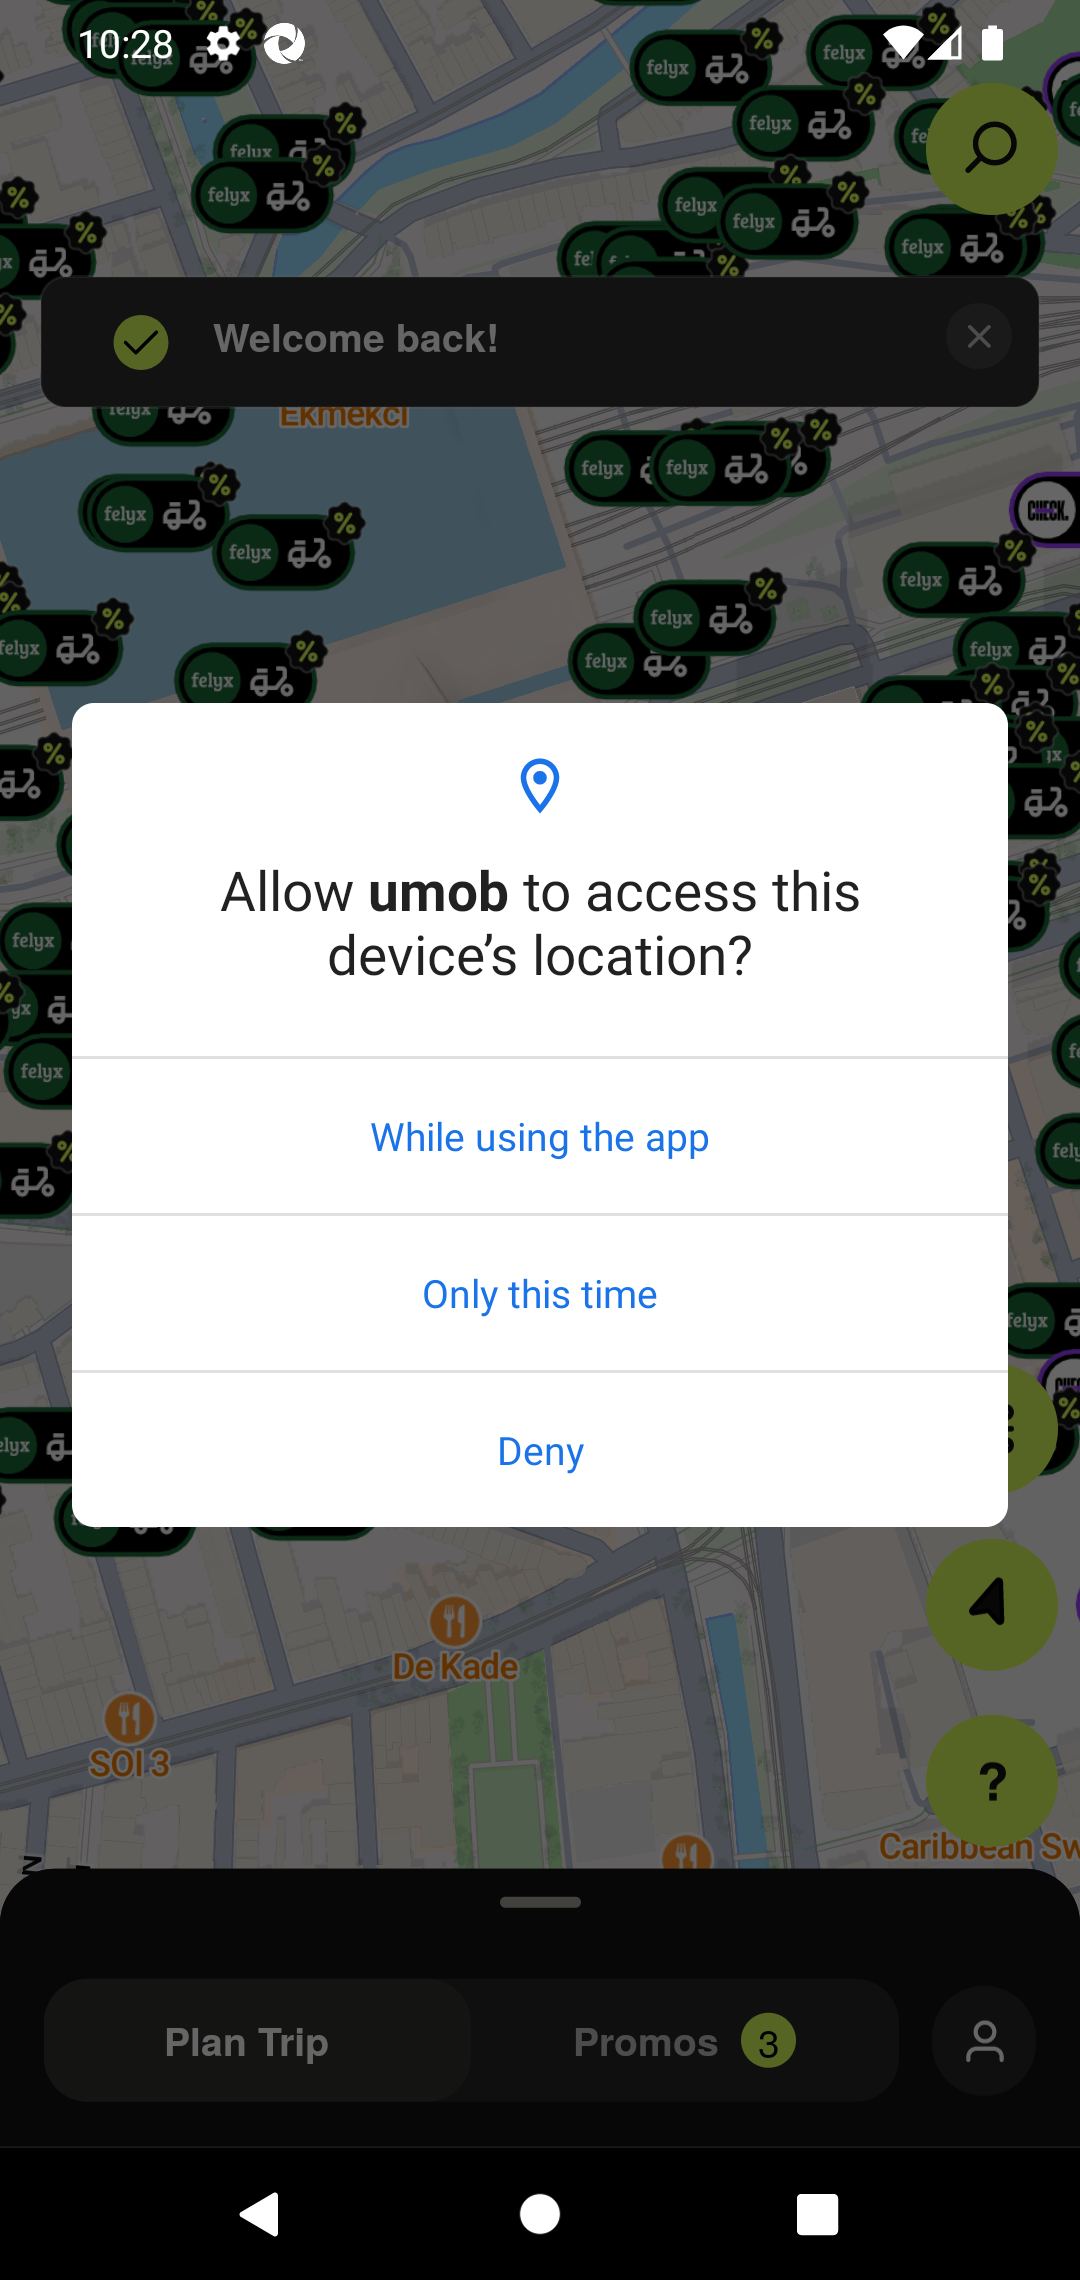 10:28
felyx
felyx
felyx
felyx
felyx
felyx
felyx
felyx
felyx
Welcome back!
Ekmekci
felyx
felyx
felyx
felyx
CHECK.
felyx
felyx
felyx
felyx
felyx
felyx
Allow umob to access this
device's location?
felyx
felyx
While using the app
Only this time
felyx
Deny
De Kade
SOI 3
?
Caribbean Sw
Plan Trip
Promos 3